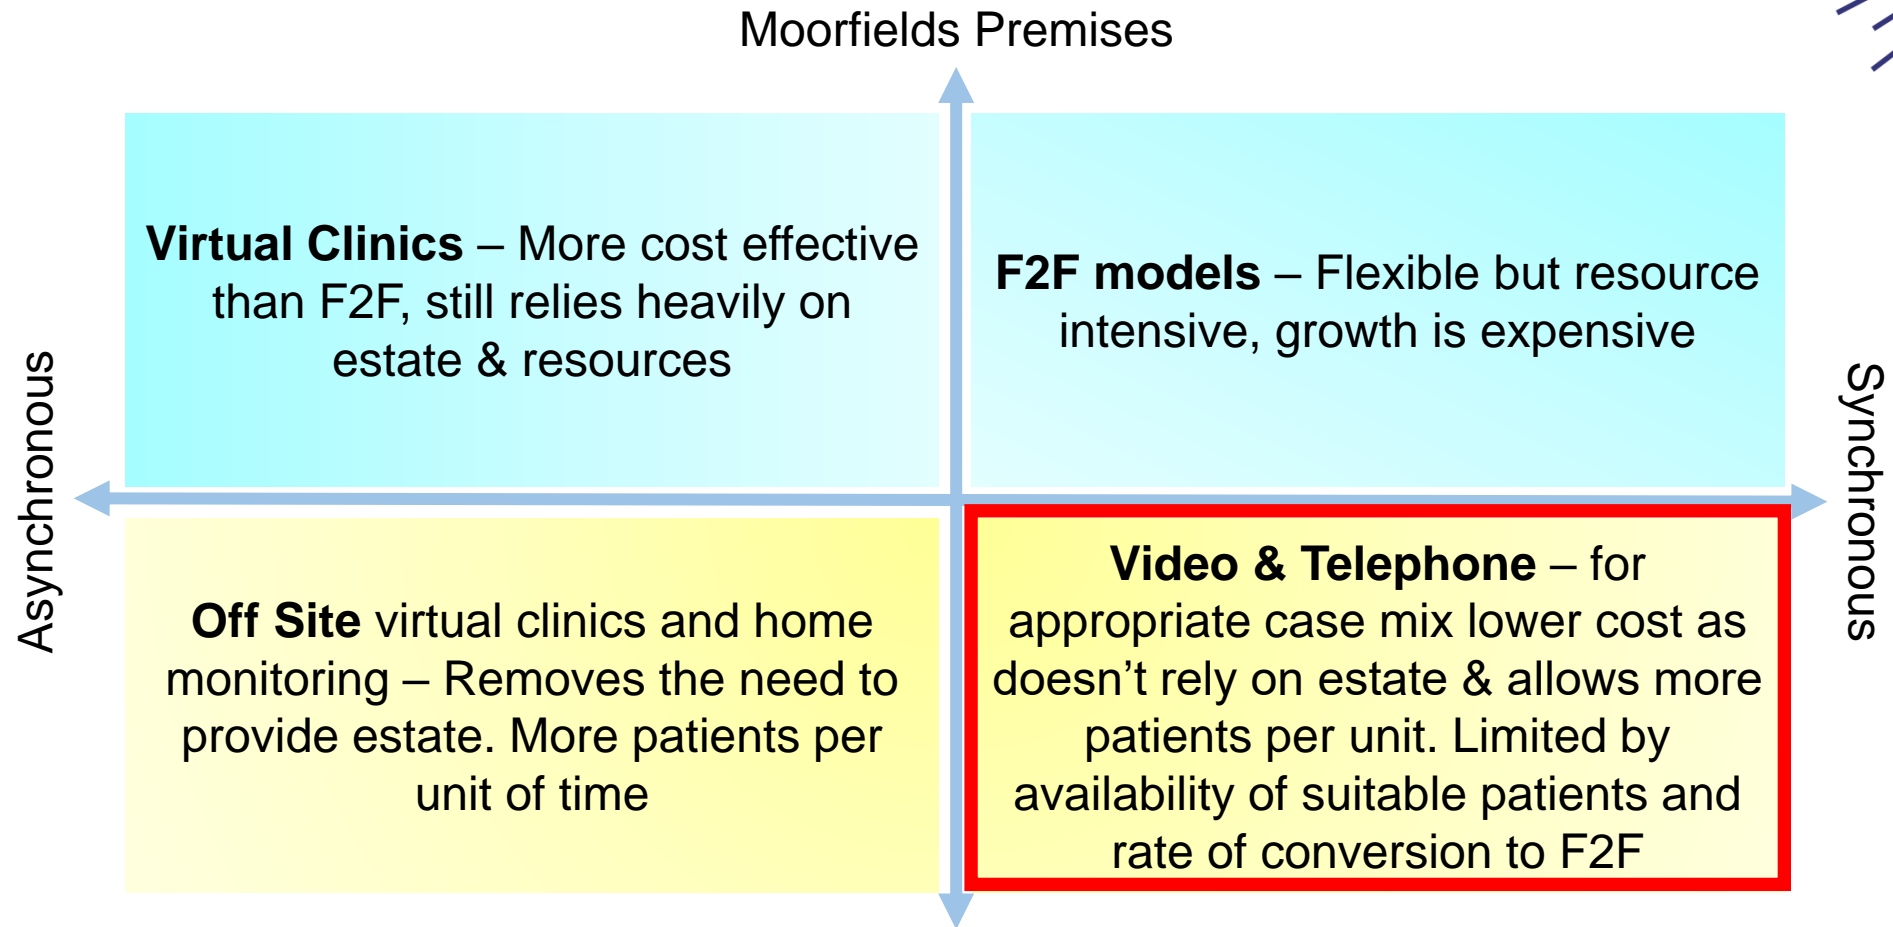 Moorfields Premises
Virtual Clinics – More cost effective
than F2F, still relies heavily on
estate & resources
F2F models – Flexible but resource
intensive, growth is expensive
Asynchronous
Synchronous
Off Site virtual clinics and home
monitoring – Removes the need to
provide estate. More patients per
unit of time
Video & Telephone – for
appropriate case mix lower cost as
doesn’t rely on estate & allows more
patients per unit. Limited by
availability of suitable patients and
rate of conversion to F2F